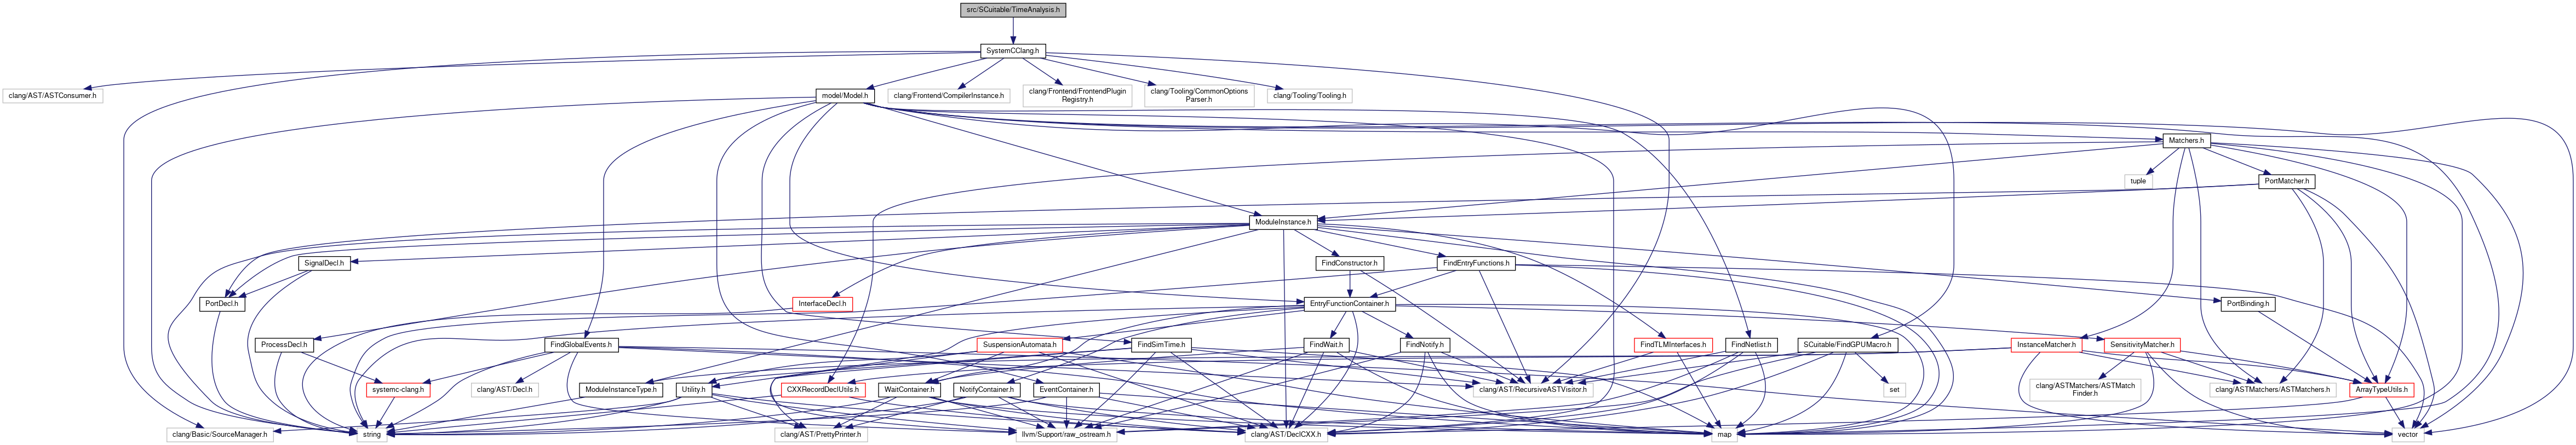 src/SCuitable/TimeAnalysis.h
SystemCClang.h
clang/AST/ASTConsumer.h
model/Model.h
clang/Frontend/CompilerInstance.h
clang/Frontend/FrontendPlugin
Registry.h
clang/Tooling/CommonOptions
Parser.h
clang/Tooling/Tooling.h
Matchers.h
tuple
PortMatcher.h
ModuleInstance.h
SignalDecl.h
FindConstructor.h
FindEntryFunctions.h
PortDecl.h
InterfaceDecl.h
EntryFunctionContainer.h
PortBinding.h
ProcessDecl.h
FindGlobalEvents.h
SuspensionAutomata.h
FindSimTime.h
FindWait.h
FindNotify.h
FindTLMInterfaces.h
FindNetlist.h
SCuitable/FindGPUMacro.h
InstanceMatcher.h
SensitivityMatcher.h
systemc-clang.h
clang/AST/Decl.h
ModuleInstanceType.h
Utility.h
CXXRecordDeclUtils.h
WaitContainer.h
NotifyContainer.h
EventContainer.h
clang/AST/RecursiveASTVisitor.h
set
clang/ASTMatchers/ASTMatch
Finder.h
clang/ASTMatchers/ASTMatchers.h
ArrayTypeUtils.h
clang/Basic/SourceManager.h
string
clang/AST/PrettyPrinter.h
llvm/Support/raw_ostream.h
clang/AST/DeclCXX.h
map
vector